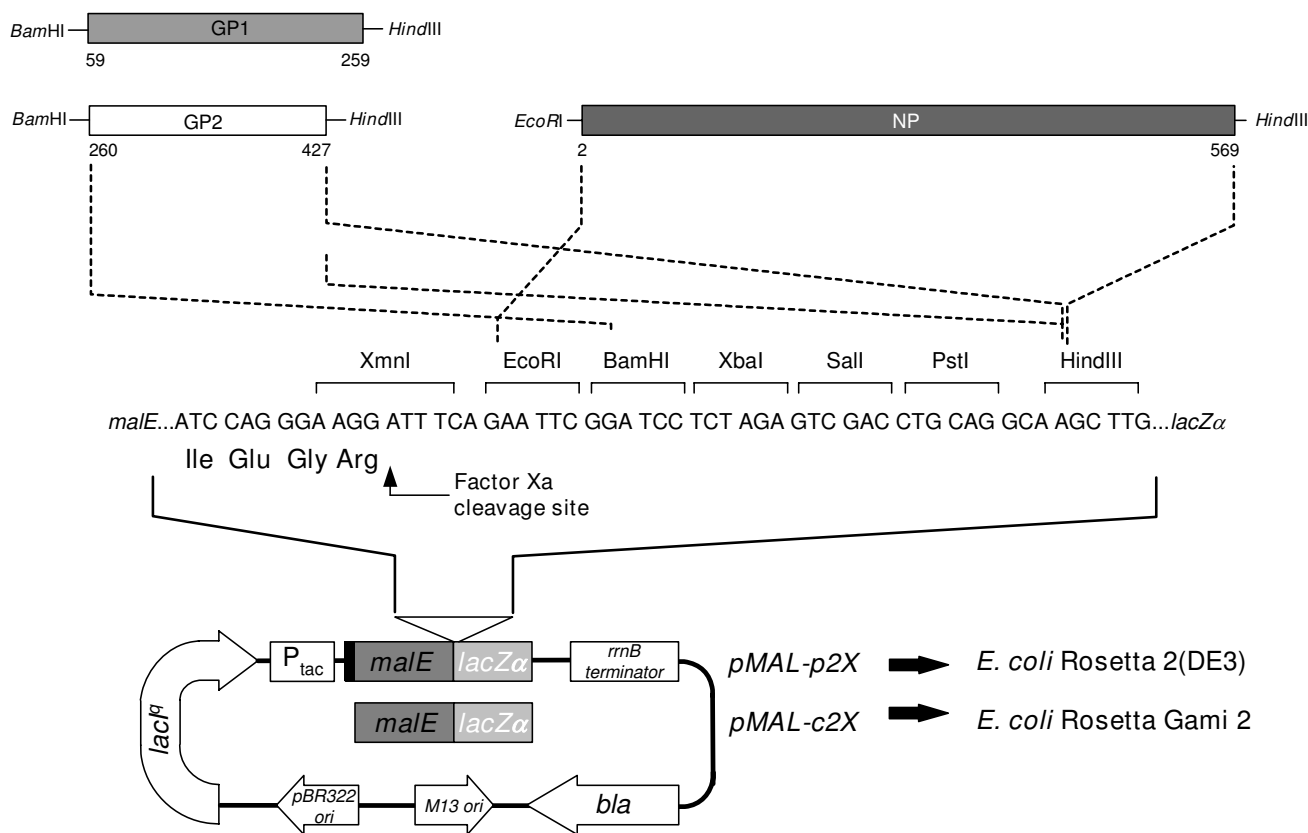 BamHI GP1 HindIII
59 259
BamHI GP2 HindIII EcoRI NP HindIII
260 427 2 569
XmnI EcoRI BamHI XbaI SalI PstI HindIII
malE...ATC CAG GGA AGG ATT TCA GAA TTC GGA TCC TCT AGA GTC GAC CTG CAG GCA AGC TTG...lacZα
Ile Glu Gly Arg
Factor Xa
cleavage site
Ptac malE lacZα rrnB
terminator
pMAL-p2X E. coli Rosetta 2(DE3)
malE lacZα pMAL-c2X E. coli Rosetta Gami 2
lacIq
pBR322
ori
M13 ori
bla